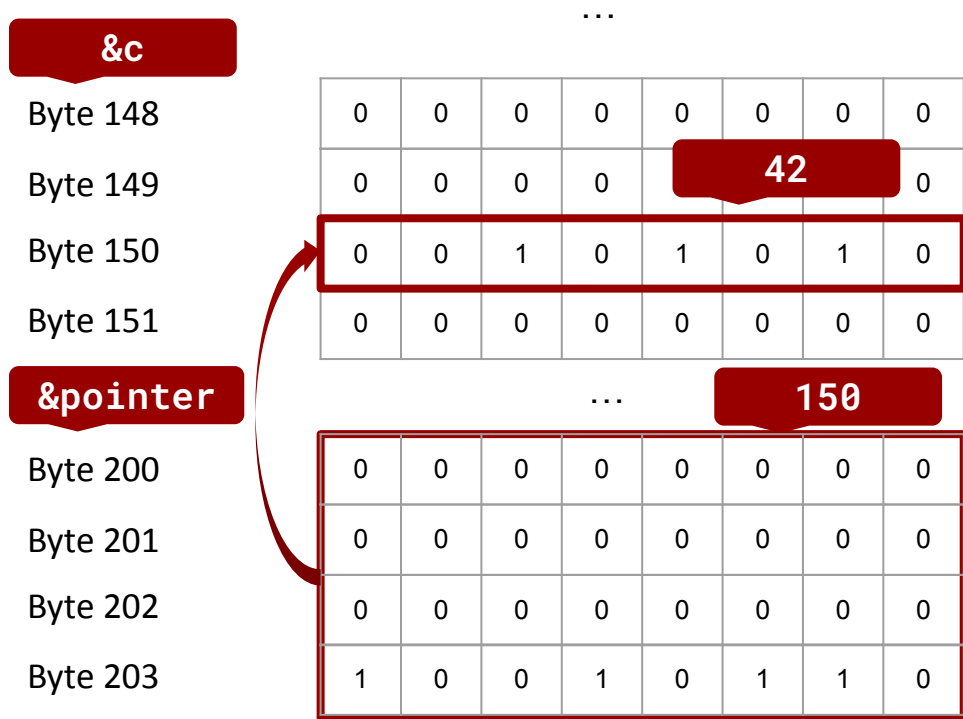 ...
&c
Byte 148 0 0 0 0 0 0 0 0
42
Byte 149 0 0 0 0 0
Byte 150 0 0 1 0 1 0 1 0
Byte 151 0 0 0 0 0 0 0 0
&pointer ... 150
Byte 200 0 0 0 0 0 0 0 0
Byte 201 0 0 0 0 0 0 0 0
Byte 202 0 0 0 0 0 0 0 0
Byte 203 1 0 0 1 0 1 1 0